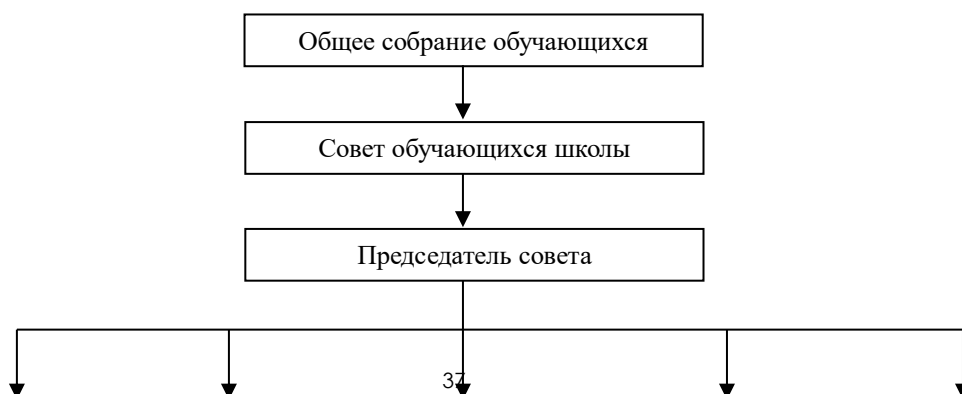 Общее собрание обучающихся
Совет обучающихся школы
Председатель совета
37